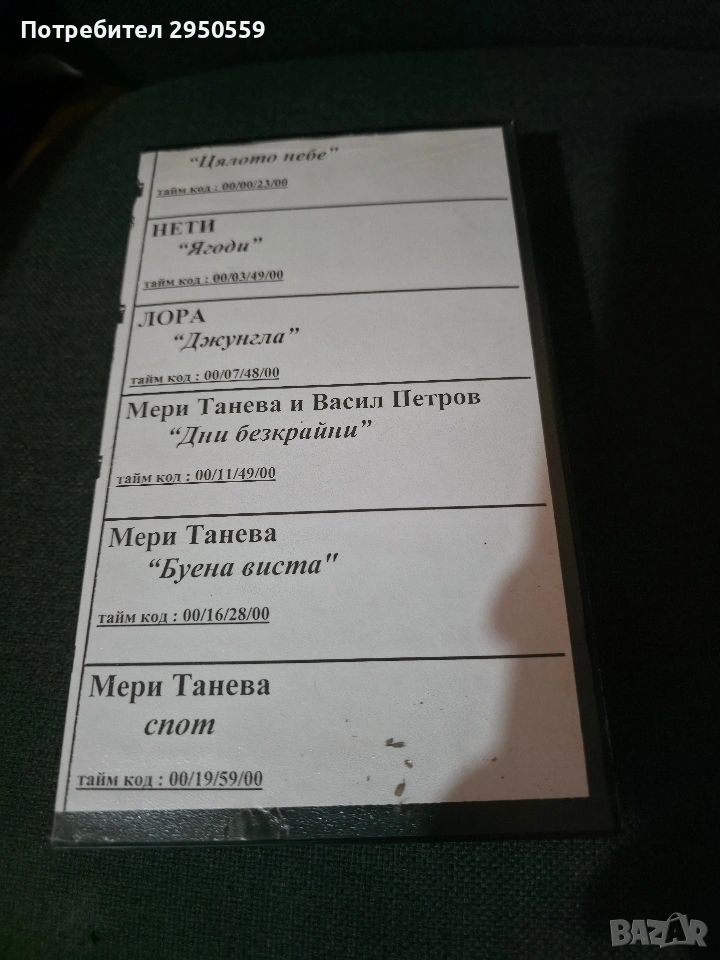 Потребител 2950559
“Цялото небе”
тайм код : 00/00/23/00
НЕТИ
“Ягоди”
тайм код : 00/03/49/00
ЛОРА
“Джунгла”
тайм код : 00/07/48/00
Мери Танева и Васил Петров
“Дни безкрайни”
тайм код : 00/11/49/00
Мери Танева
“Буена виста"
тайм код : 00/16/28/00
Мери Танева
спот
тайм код : 00/19/59/00
BAZAR